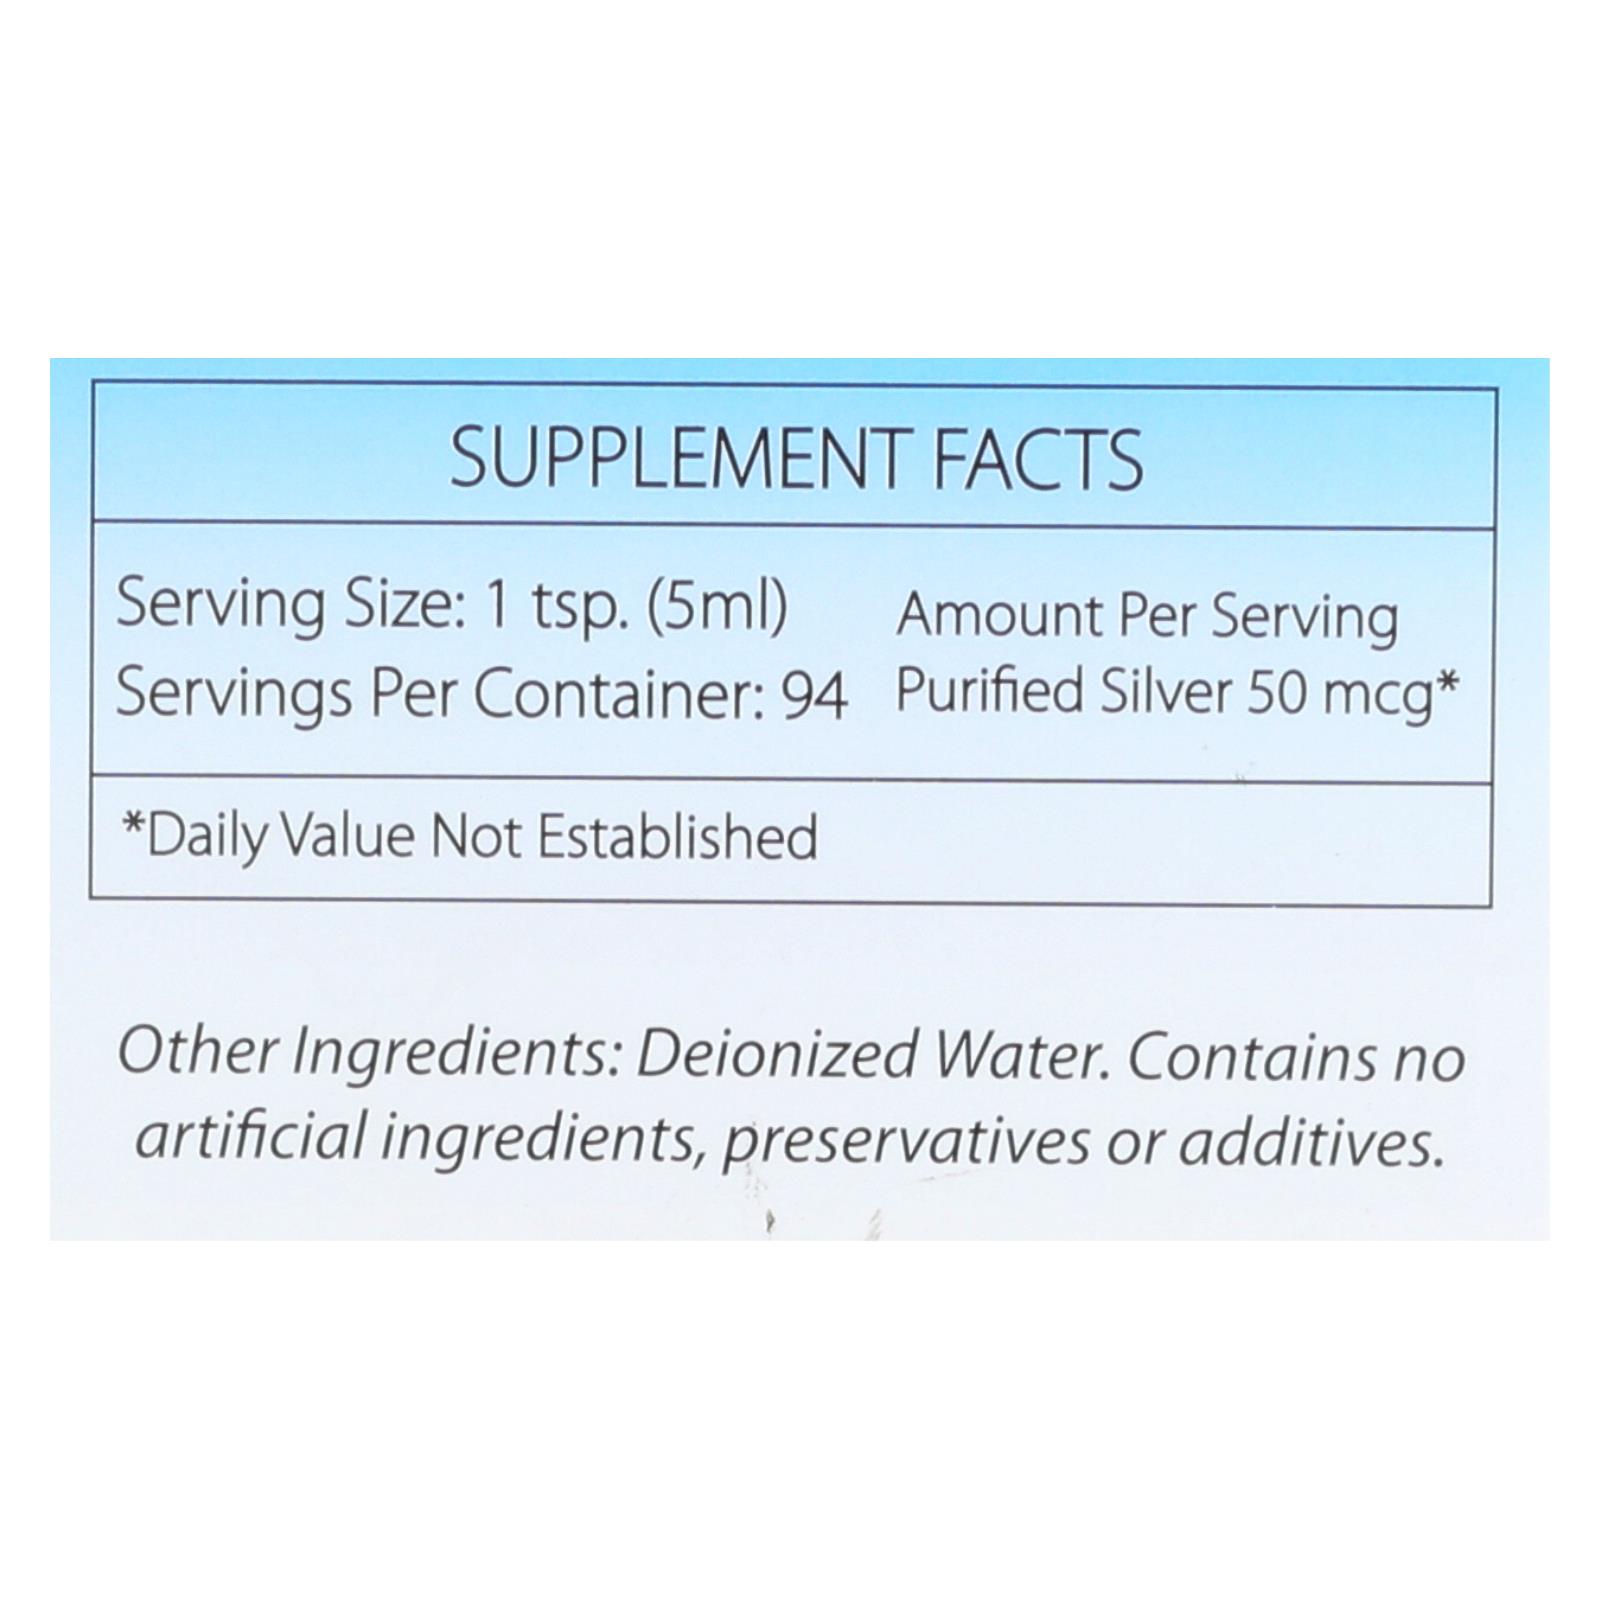 SUPPLEMENT FACTS
Serving Size: 1 tsp. (5ml)
Servings Per Container: 94
Amount Per Serving
Purified Silver 50 mcg*
*Daily Value Not Established
Other Ingredients: Deionized Water. Contains no
artificial ingredients, preservatives or additives.